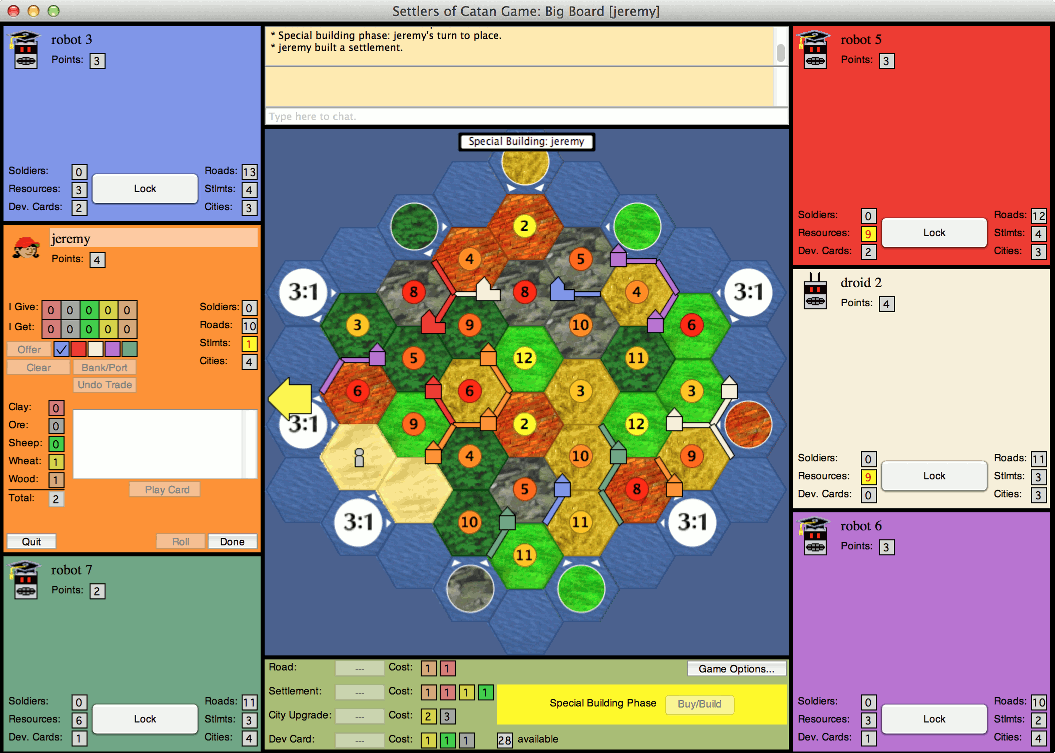 Settlers of Catan Game: Big Board [jeremy]
robot 3
Points: 3
Soldiers: 0
Resources: 3
Dev. Cards: 2
Lock
Roads: 13
Stlmts: 4
Cities: 3
jeremy
Points: 4
I Give: 0 0 0 0 0
I Get: 0 0 0 0 0
Offer
Clear
Bank/Port
Undo Trade
Soldiers: 0
Roads: 10
Stlmts: 1
Cities: 4
Clay: 0
Ore: 0
Sheep: 0
Wheat: 1
Wood: 1
Total: 2
Play Card
Quit
Roll
Done
robot 7
Points: 2
Soldiers: 0
Resources: 6
Dev. Cards: 1
Lock
Roads: 11
Stlmts: 3
Cities: 4
* Special building phase: jeremy's turn to place.
* jeremy built a settlement.
Type here to chat.
Special Building: jeremy
2
4
5
3:1
8
8
4
3:1
3
9
10
6
5
12
11
6
6
3
3
3:1
9
2
12
4
10
9
5
8
3:1
10
11
3:1
11
Road: --- Cost: 1 1
Game Options...
Settlement: --- Cost: 1 1 1 1
City Upgrade: --- Cost: 2 3
Special Building Phase
Buy/Build
Dev Card: --- Cost: 1 1 1 28 available
robot 5
Points: 3
Soldiers: 0
Resources: 9
Dev. Cards: 2
Lock
Roads: 12
Stlmts: 4
Cities: 3
droid 2
Points: 4
Soldiers: 0
Resources: 9
Dev. Cards: 0
Lock
Roads: 11
Stlmts: 3
Cities: 3
robot 6
Points: 3
Soldiers: 0
Resources: 3
Dev. Cards: 1
Lock
Roads: 10
Stlmts: 2
Cities: 4